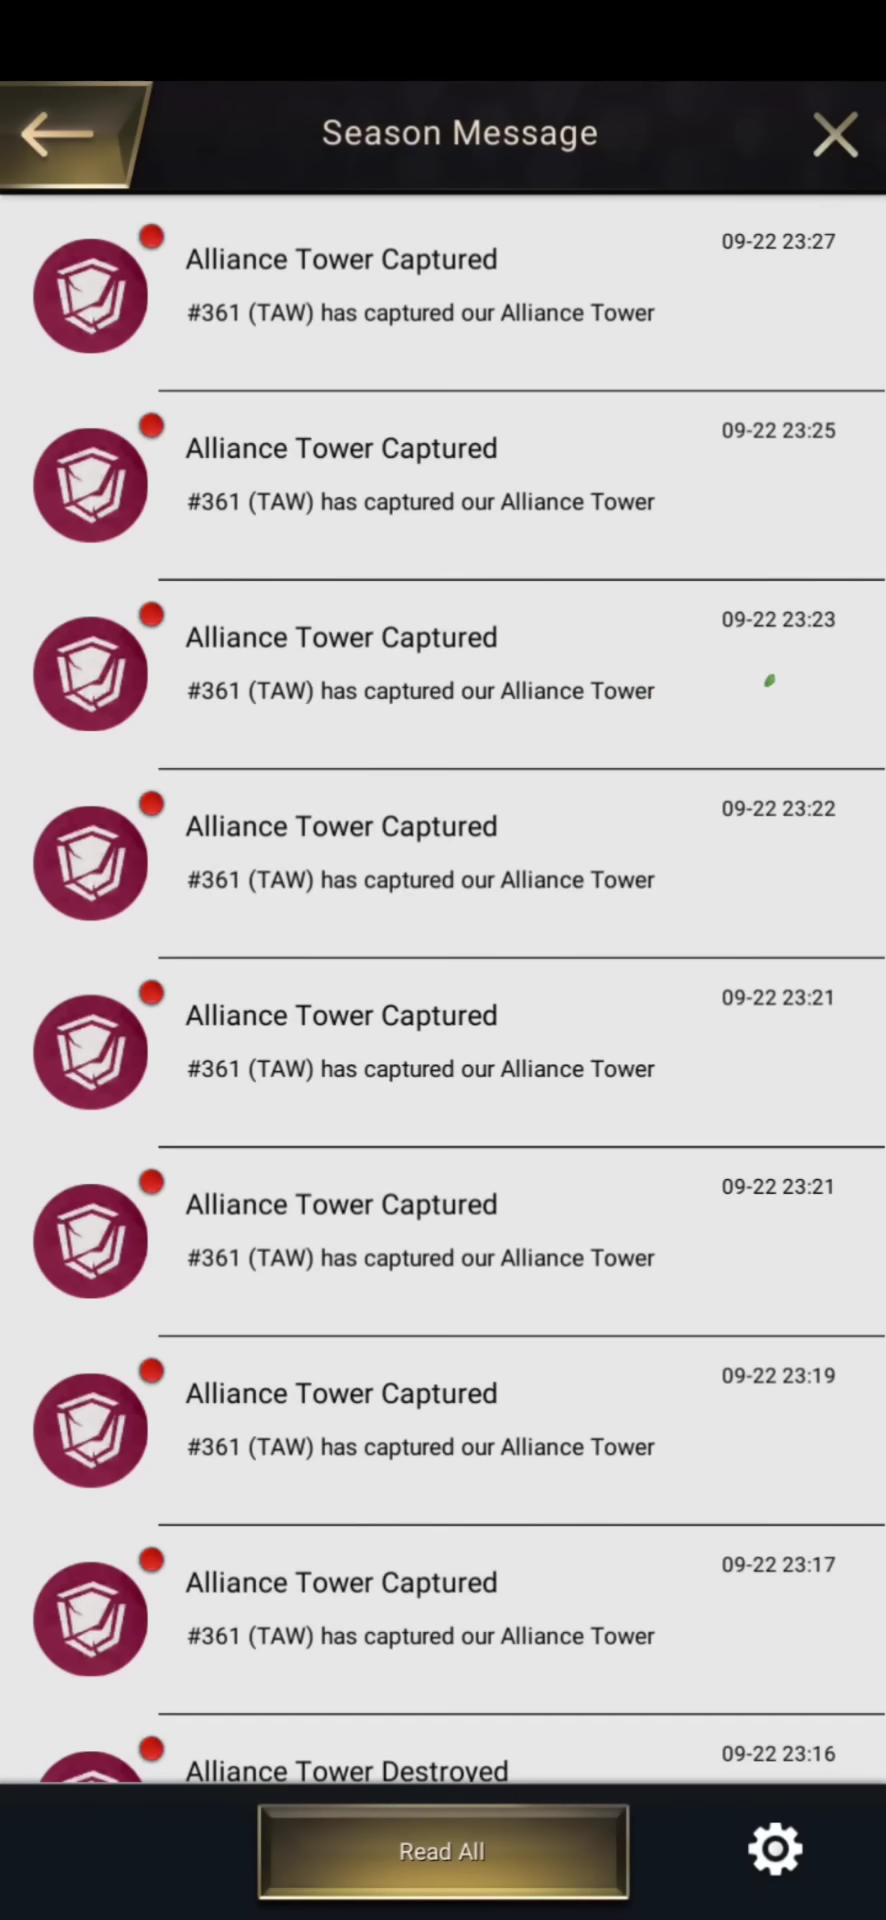 Season Message
Alliance Tower Captured
09-22 23:27
#361 (TAW) has captured our Alliance Tower
Alliance Tower Captured
09-22 23:25
#361 (TAW) has captured our Alliance Tower
Alliance Tower Captured
09-22 23:23
#361 (TAW) has captured our Alliance Tower
Alliance Tower Captured
09-22 23:22
#361 (TAW) has captured our Alliance Tower
Alliance Tower Captured
09-22 23:21
#361 (TAW) has captured our Alliance Tower
Alliance Tower Captured
09-22 23:21
#361 (TAW) has captured our Alliance Tower
Alliance Tower Captured
09-22 23:19
#361 (TAW) has captured our Alliance Tower
Alliance Tower Captured
09-22 23:17
#361 (TAW) has captured our Alliance Tower
Alliance Tower Destroyed
09-22 23:16
Read All